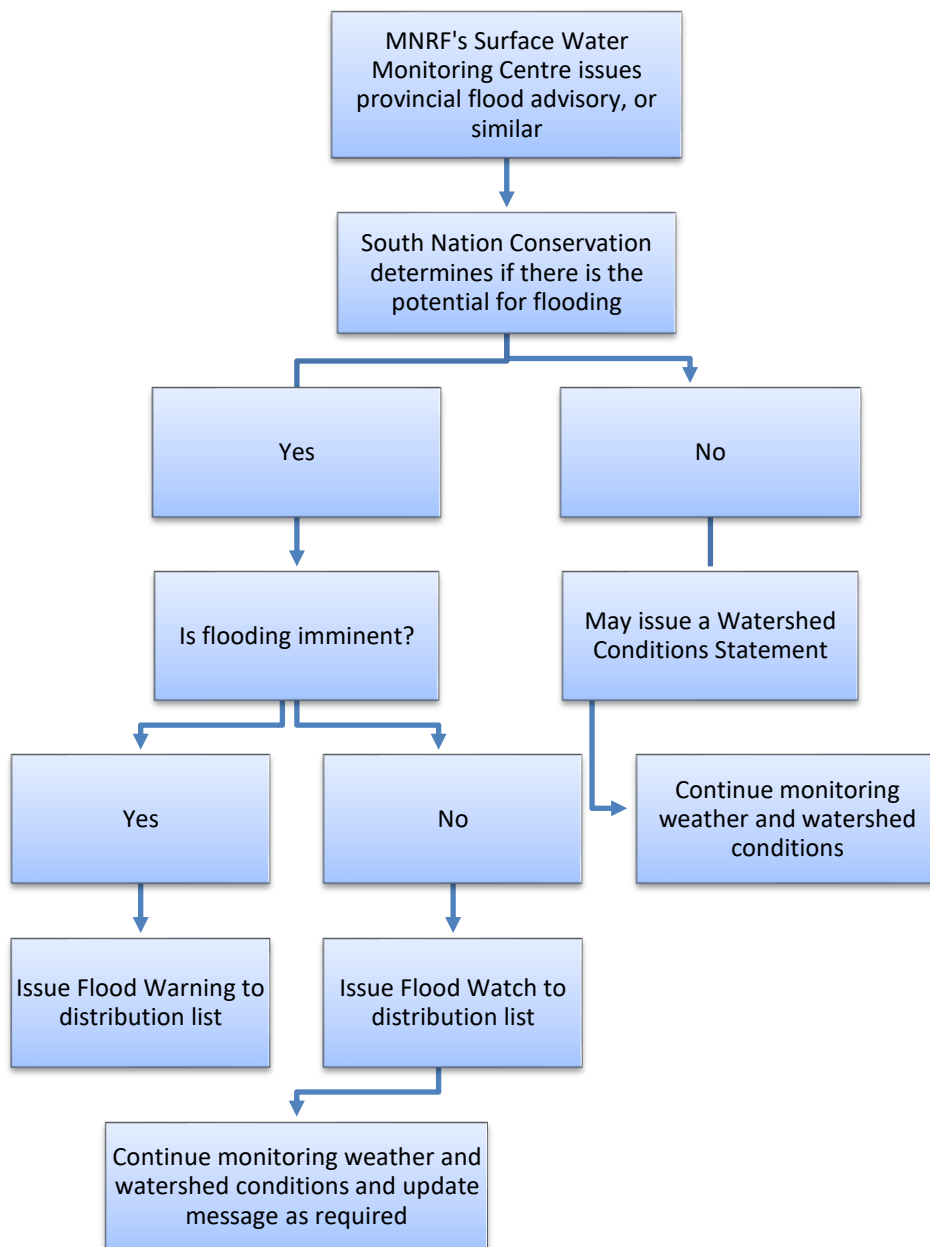 MNRF's Surface Water
Monitoring Centre issues
provincial flood advisory, or
similar
South Nation Conservation
determines if there is the
potential for flooding
Yes
No
Is flooding imminent?
May issue a Watershed
Conditions Statement
Yes
No
Continue monitoring
weather and watershed
conditions
Issue Flood Warning to
distribution list
Issue Flood Watch to
distribution list
Continue monitoring weather and
watershed conditions and update
message as required